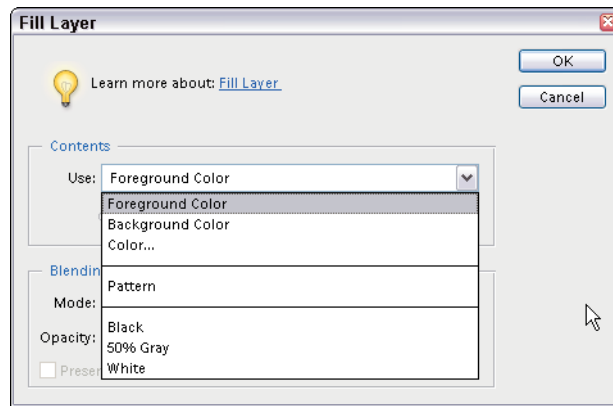 Fill Layer
Learn more about: Fill Layer
OK
Cancel
Contents
Use: Foreground Color
Foreground Color
Background Color
Color...
Blendin
Pattern
Mode:
Black
Opacity:
50% Gray
Preser
White